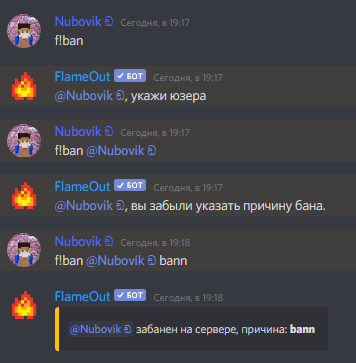 Nubovik ඞ Сегодня, в 19:17
f!ban
FlameOut ✓ БОТ Сегодня, в 19:17
@Nubovik ඞ, укажи юзера
Nubovik ඞ Сегодня, в 19:17
f!ban @Nubovik ඞ
FlameOut ✓ БОТ Сегодня, в 19:17
@Nubovik ඞ, вы забыли указать причину бана.
Nubovik ඞ Сегодня, в 19:18
f!ban @Nubovik ඞ bann
FlameOut ✓ БОТ Сегодня, в 19:18
@Nubovik ඞ забанен на сервере, причина: bann